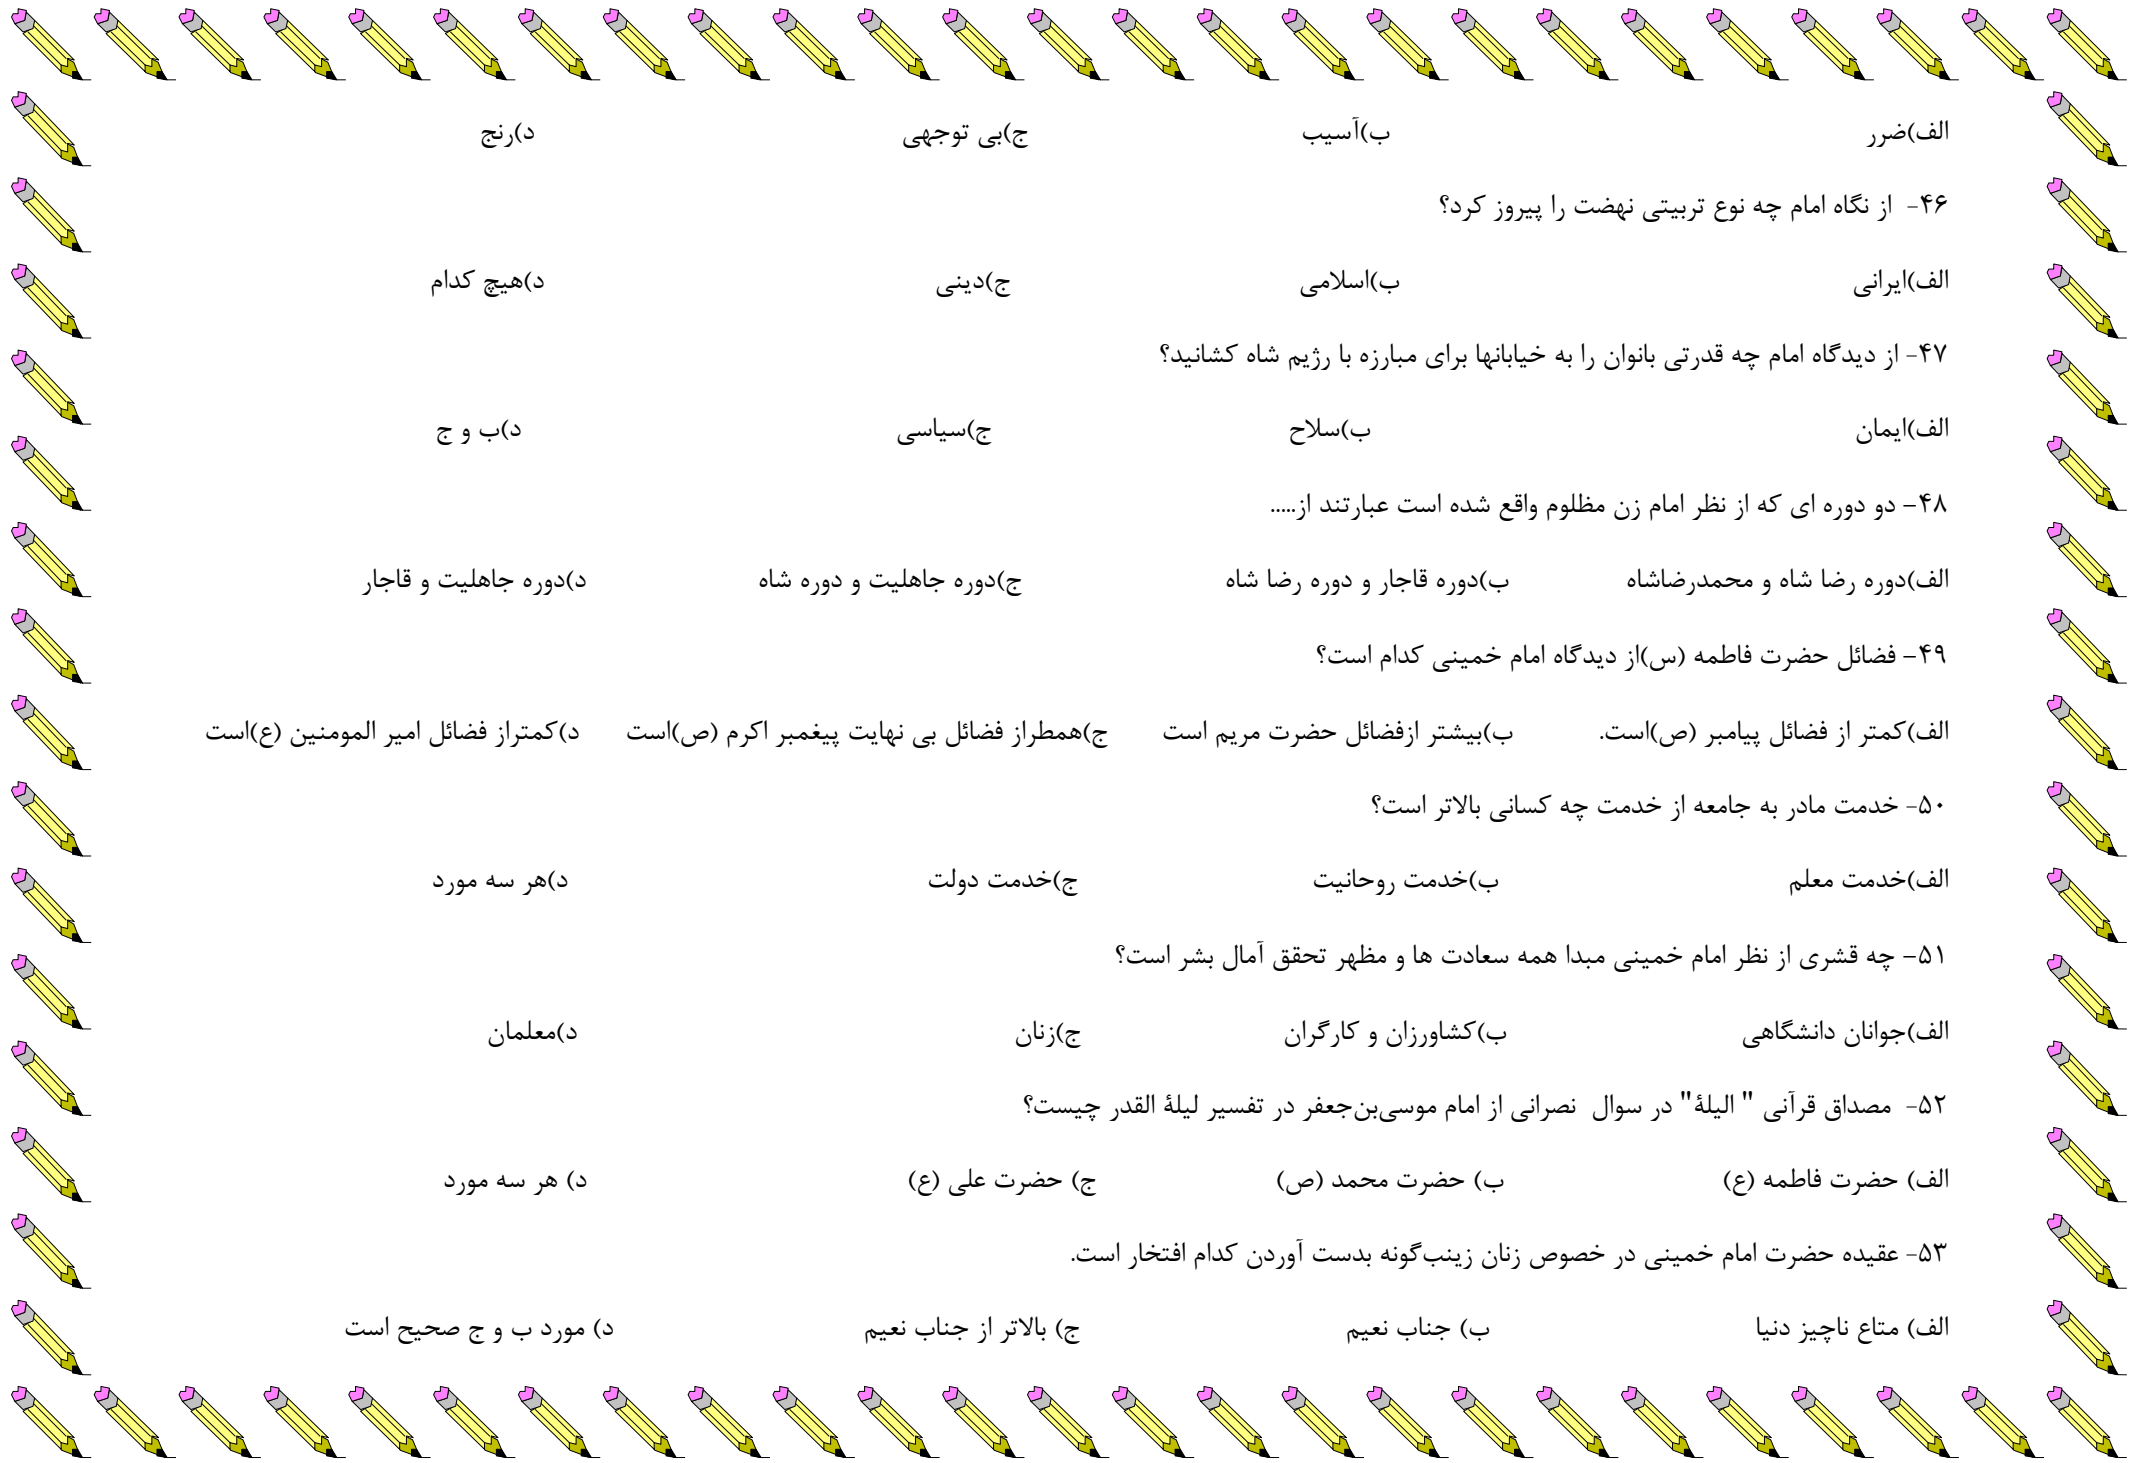 الف)ضرر ب)آسیب ج)بی توجهی د)رنج
۴۶- از نگاه امام چه نوع تربیتی نهضت را پیروز کرد؟
الف)ایرانی ب)اسلامی ج)دینی د)هیچ کدام
۴۷- از دیدگاه امام چه قدرتی بانوان را به خیابانها برای مبارزه با رژیم شاه کشانید؟
الف)ایمان ب)سلاح ج)سیاسی د)ب و ج
۴۸– دو دوره ای که از نظر امام زن مظلوم واقع شده است عبارتند از.....
الف)دوره رضا شاه و محمدرضاشاه ب)دوره قاجار و دوره رضا شاه ج)دوره جاهلیت و دوره شاه د)دوره جاهلیت و قاجار
۴۹– فضائل حضرت فاطمه (س)از دیدگاه امام خمینی کدام است؟
الف)کمتر از فضائل پیامبر (ص)است. ب)بیشتر ازفضائل حضرت مریم است ج)همطراز فضائل بی نهایت پیغمبر اکرم (ص)است د)کمتراز فضائل امیر المومنین (ع)است
۵۰- خدمت مادر به جامعه از خدمت چه کسانی بالاتر است؟
الف)خدمت معلم ب)خدمت روحانیت ج)خدمت دولت د)هر سه مورد
۵۱– چه قشری از نظر امام خمینی مبدا همه سعادت ها و مظهر تحقق آمال بشر است؟
الف)جوانان دانشگاهی ب)کشاورزان و کارگران ج)زنان د)معلمان
۵۲- مصداق قرآنی " الیلۀ" در سوال نصرانی از امام موسی‌بن‌جعفر در تفسیر لیلۀ القدر چیست؟
الف) حضرت فاطمه (ع) ب) حضرت محمد (ص) ج) حضرت علی (ع) د) هر سه مورد
۵۳- عقیده حضرت امام خمینی در خصوص زنان زینب‌گونه بدست آوردن کدام افتخار است.
الف) متاع ناچیز دنیا ب) جناب نعیم ج) بالاتر از جناب نعیم د) مورد ب و ج صحیح است